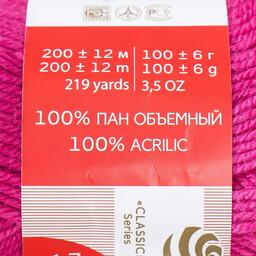 200 ± 12 м 100 ± 6 г
200 ± 12 m 100 ± 6 g
219 yards 3,5 OZ
100% ПАН ОБЪЕМНЫЙ
100% ACRILIC
«CLASSIC
Series